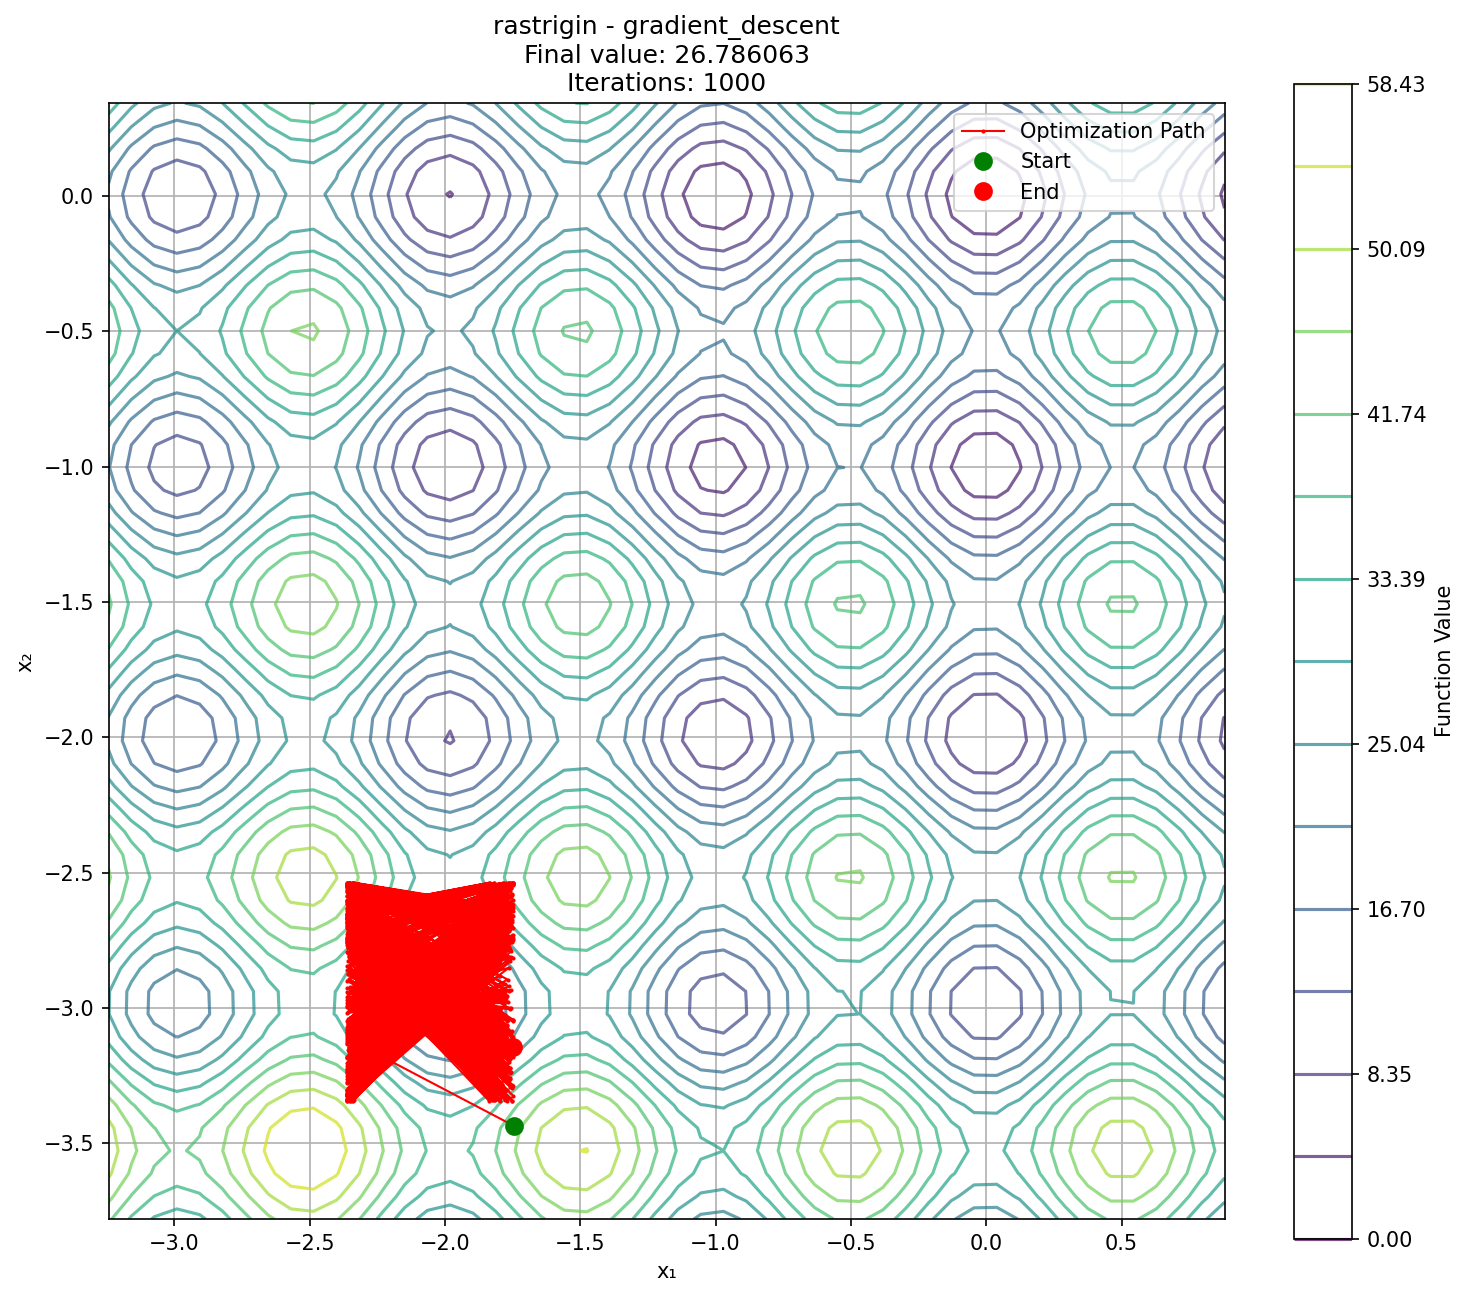 rastrigin - gradient_descent
Final value: 26.786063
Iterations: 1000
Optimization Path
Start
End
0.0
−0.5
−1.0
−1.5
−2.0
−2.5
−3.0
−3.5
x₂
−3.0 −2.5 −2.0 −1.5 −1.0 −0.5 0.0 0.5
x₁
58.43
50.09
41.74
33.39
25.04
16.70
8.35
0.00
Function Value